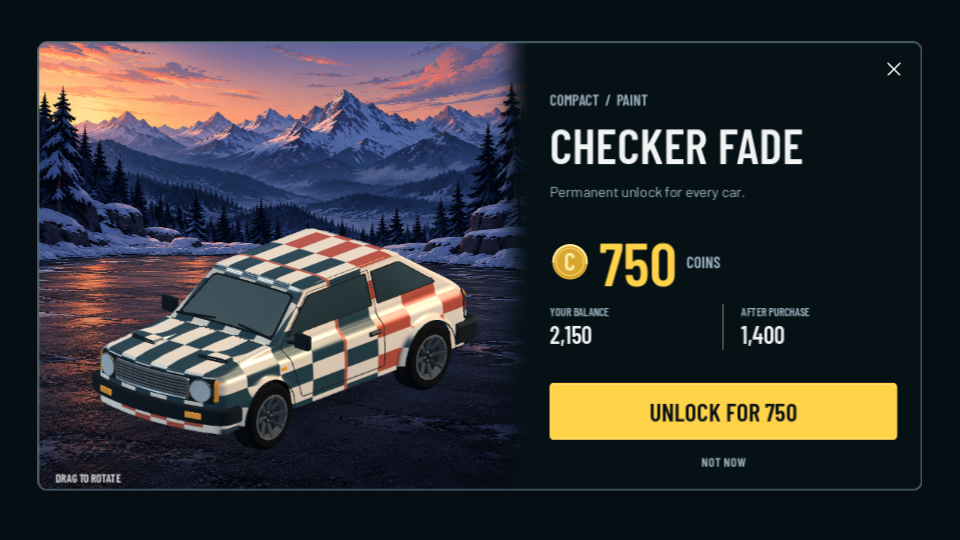 COMPACT / PAINT
CHECKER FADE
Permanent unlock for every car.
C 750 COINS
YOUR BALANCE
2,150
AFTER PURCHASE
1,400
UNLOCK FOR 750
NOT NOW
DRAG TO ROTATE